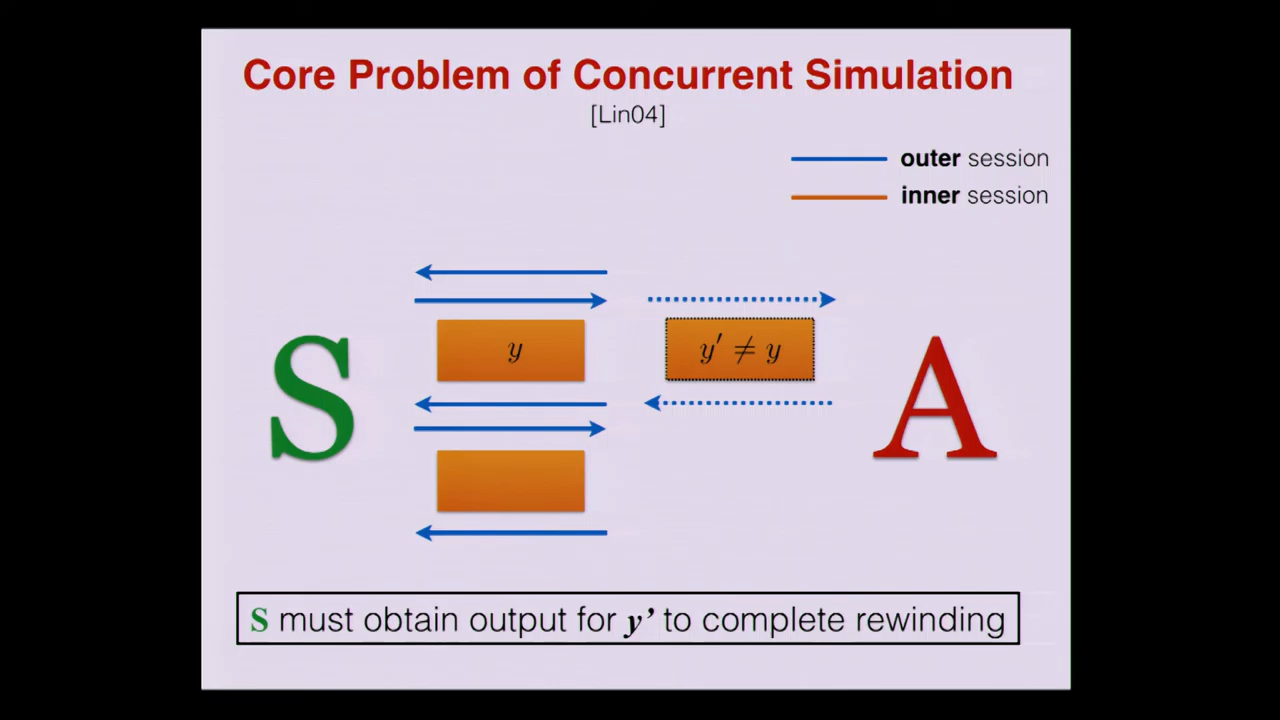 Core Problem of Concurrent Simulation
[Lin04]
outer session
inner session
y
y′ ≠ y
S
A
S must obtain output for y’ to complete rewinding